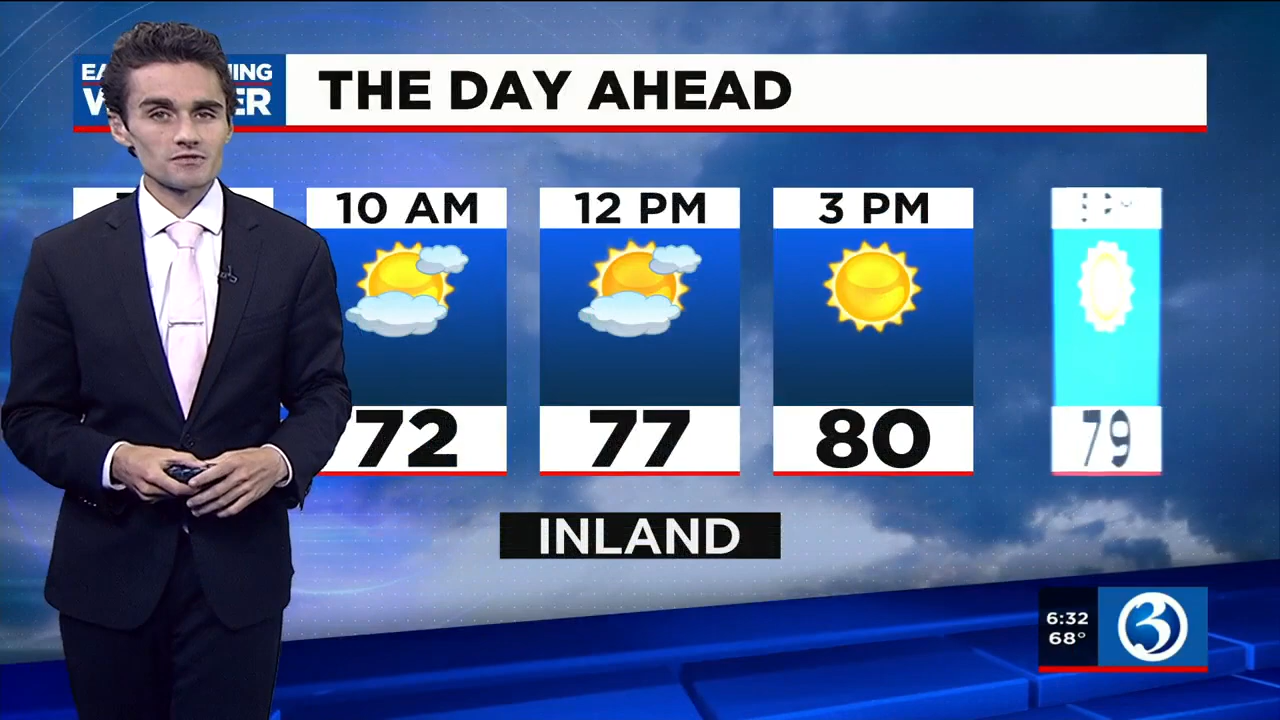 THE DAY AHEAD
10 AM
12 PM
3 PM
72
77
80
79
INLAND
6:32
68°
3